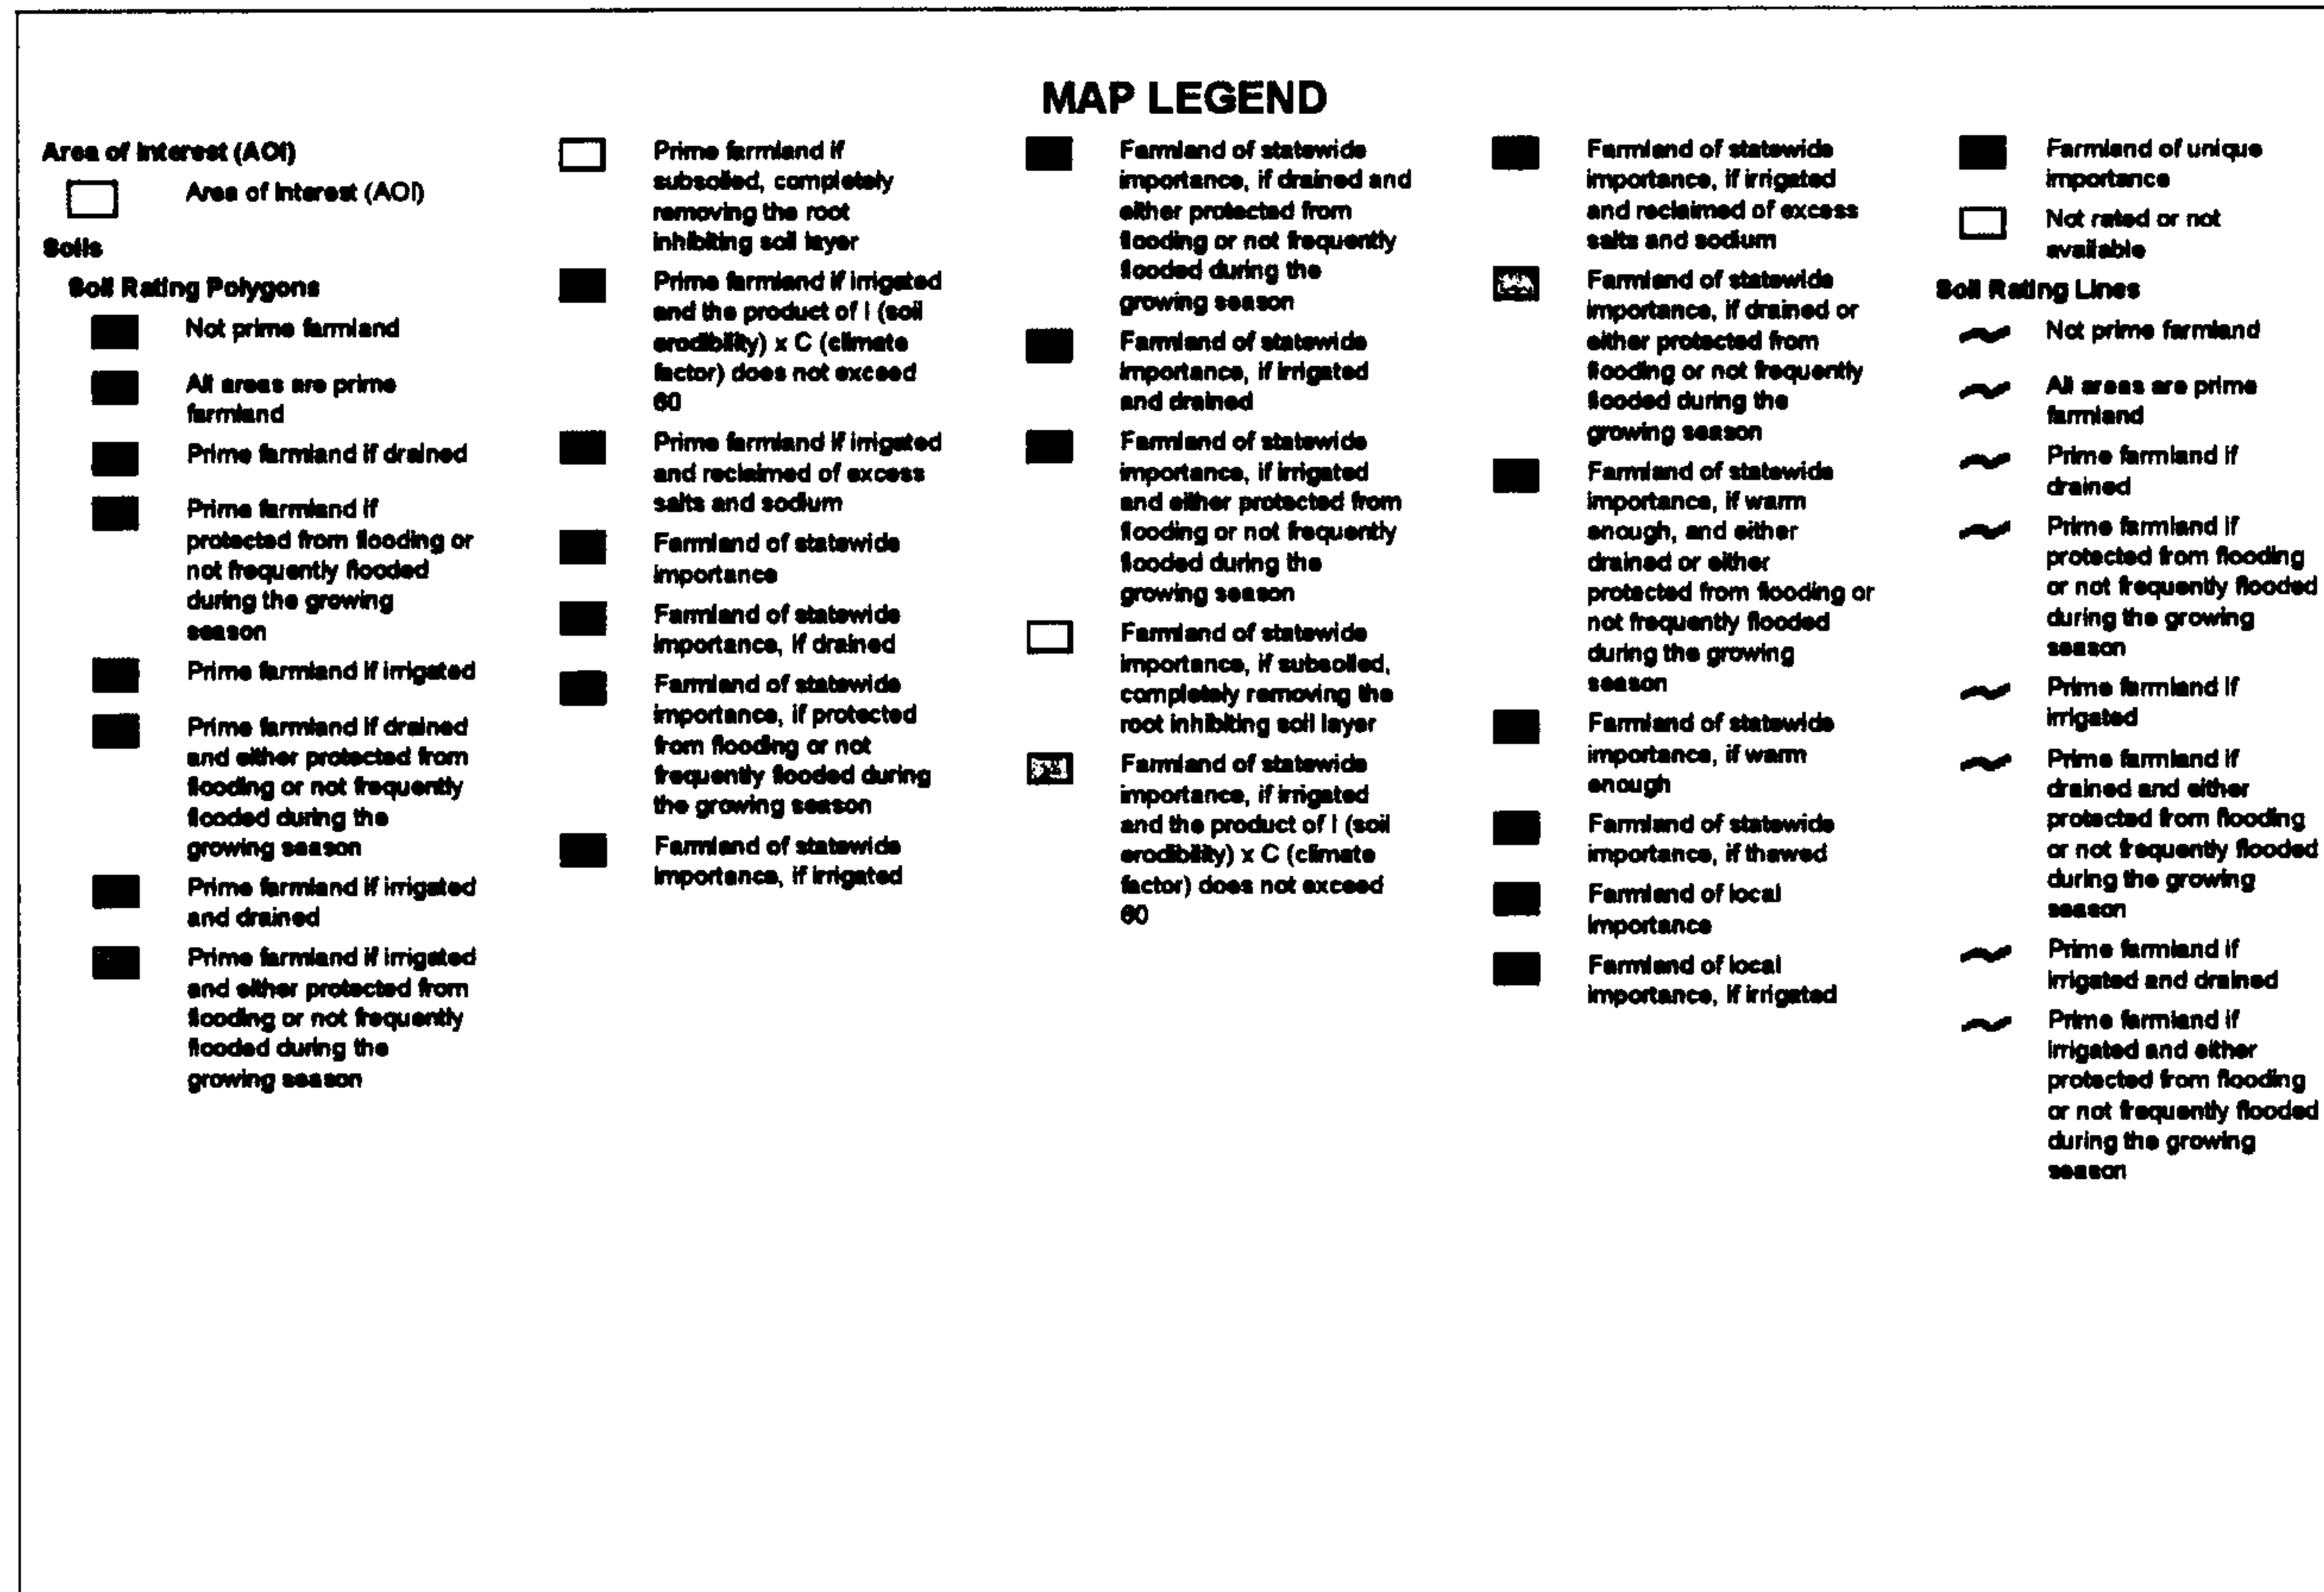 MAP LEGEND
Area of Interest (AOI)
Area of Interest (AOI)
Soils
Soil Rating Polygons
Not prime farmland
All areas are prime
farmland
Prime farmland if drained
Prime farmland if
protected from flooding or
not frequently flooded
during the growing
season
Prime farmland if irrigated
Prime farmland if drained
and either protected from
flooding or not frequently
flooded during the
growing season
Prime farmland if irrigated
and drained
Prime farmland if irrigated
and either protected from
flooding or not frequently
flooded during the
growing season
Prime farmland if
subsoiled, completely
removing the root
inhibiting soil layer
Prime farmland if irrigated
and the product of I (soil
erodibility) x C (climate
factor) does not exceed
60
Prime farmland if irrigated
and reclaimed of excess
salts and sodium
Farmland of statewide
importance
Farmland of statewide
importance, if drained
Farmland of statewide
importance, if protected
from flooding or not
frequently flooded during
the growing season
Farmland of statewide
importance, if irrigated
Farmland of statewide
importance, if drained and
either protected from
flooding or not frequently
flooded during the
growing season
Farmland of statewide
importance, if irrigated
and drained
Farmland of statewide
importance, if irrigated
and either protected from
flooding or not frequently
flooded during the
growing season
Farmland of statewide
importance, if subsoiled,
completely removing the
root inhibiting soil layer
Farmland of statewide
importance, if irrigated
and the product of I (soil
erodibility) x C (climate
factor) does not exceed
60
Farmland of statewide
importance, if irrigated
and reclaimed of excess
salts and sodium
Farmland of statewide
importance, if drained or
either protected from
flooding or not frequently
flooded during the
growing season
Farmland of statewide
importance, if warm
enough, and either
drained or either
protected from flooding or
not frequently flooded
during the growing
season
Farmland of statewide
importance, if warm
enough
Farmland of statewide
importance, if thawed
Farmland of local
importance
Farmland of local
importance, if irrigated
Farmland of unique
importance
Not rated or not
available
Soil Rating Lines
Not prime farmland
All areas are prime
farmland
Prime farmland if
drained
Prime farmland if
protected from flooding
or not frequently flooded
during the growing
season
Prime farmland if
irrigated
Prime farmland if
drained and either
protected from flooding
or not frequently flooded
during the growing
season
Prime farmland if
irrigated and drained
Prime farmland if
irrigated and either
protected from flooding
or not frequently flooded
during the growing
season